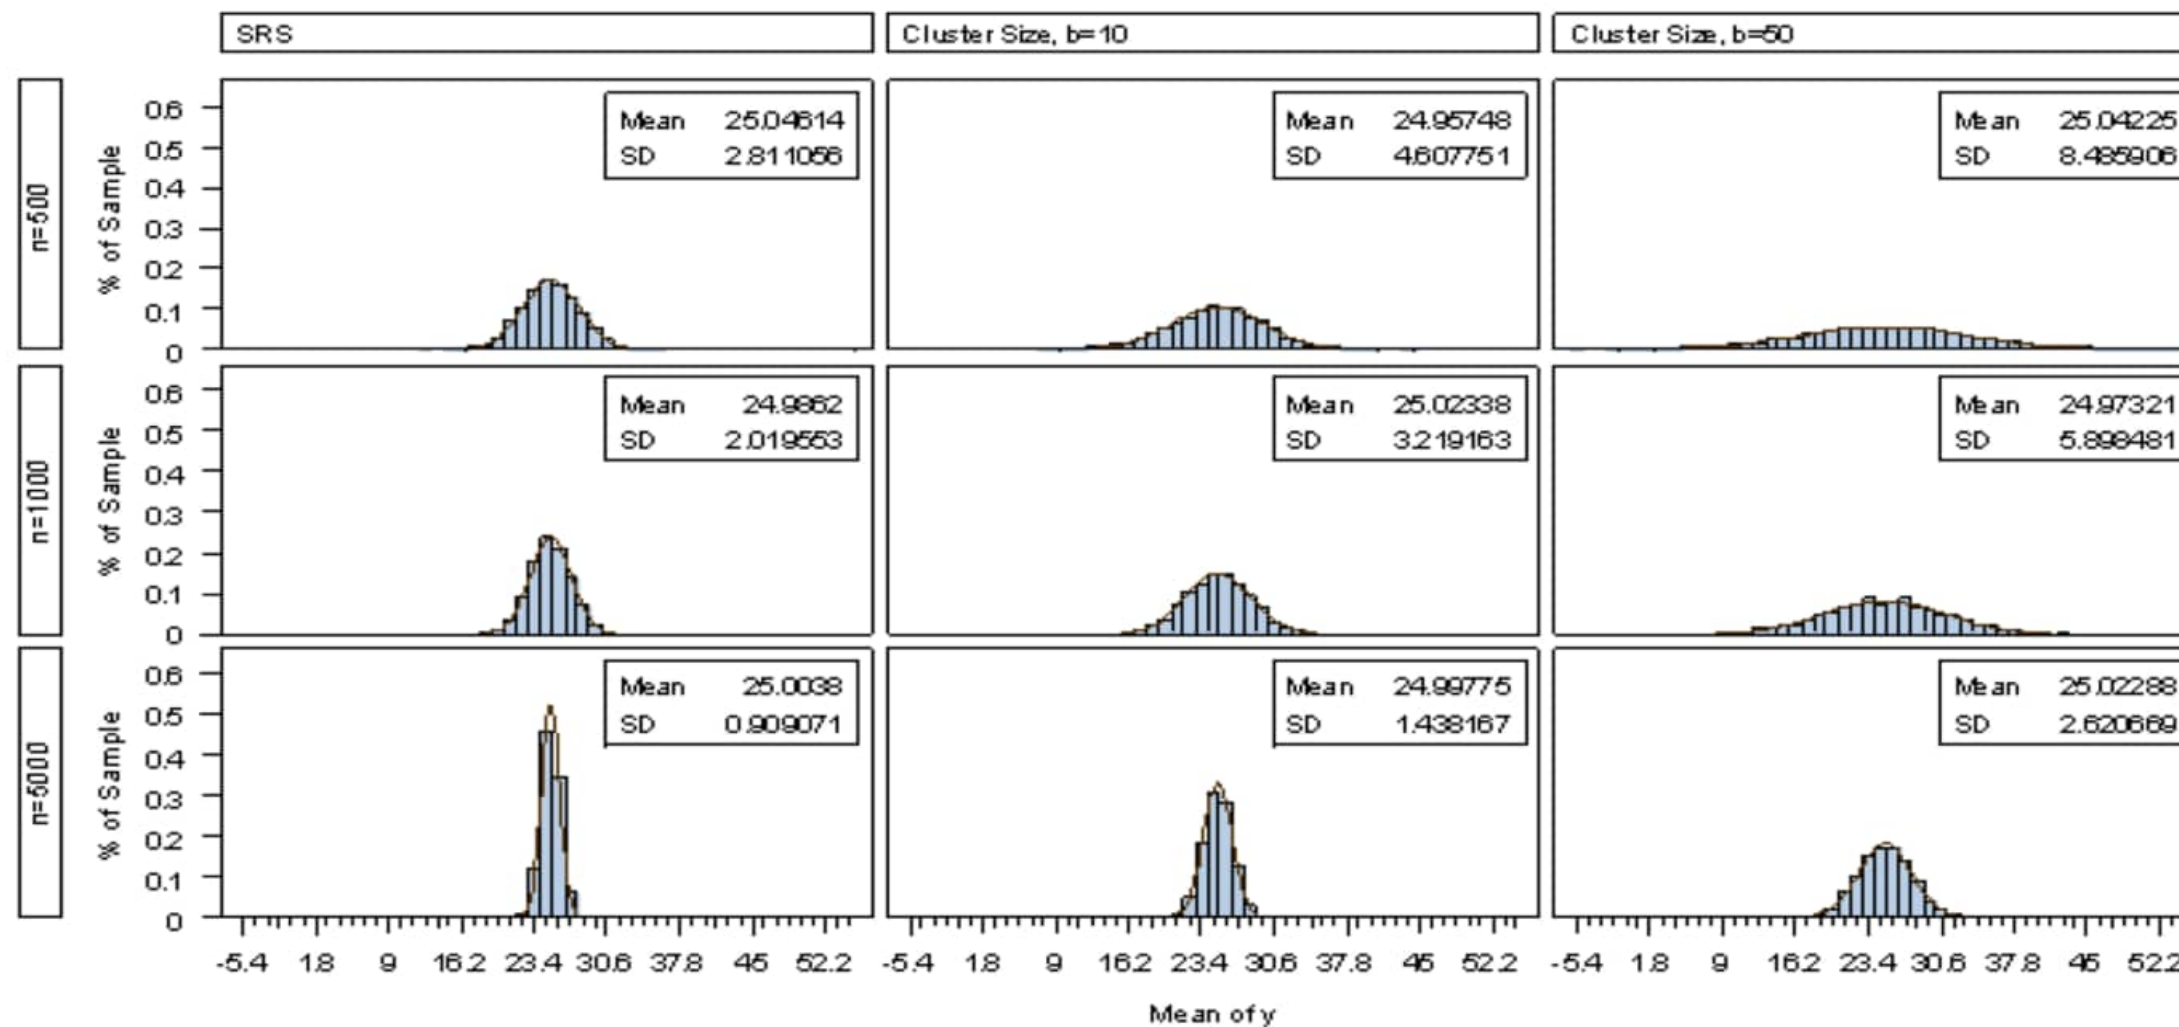 SRS
Cluster Size, b=10
Cluster Size, b=50
n=500
% of Sample
0.6
0.5
0.4
0.3
0.2
0.1
0
Mean 25.04614
SD 2.811056
Mean 24.95748
SD 4.607751
Mean 25.04225
SD 8.485906
n=1000
% of Sample
0.6
0.5
0.4
0.3
0.2
0.1
0
Mean 24.9862
SD 2.019553
Mean 25.02338
SD 3.219163
Mean 24.97321
SD 5.898481
n=5000
% of Sample
0.6
0.5
0.4
0.3
0.2
0.1
0
Mean 25.0038
SD 0.909071
Mean 24.99775
SD 1.438167
Mean 25.02288
SD 2.620669
-5.4 1.8 9 16.2 23.4 30.6 37.8 45 52.2
-5.4 1.8 9 16.2 23.4 30.6 37.8 45 52.2
-5.4 1.8 9 16.2 23.4 30.6 37.8 45 52.2
Mean of y